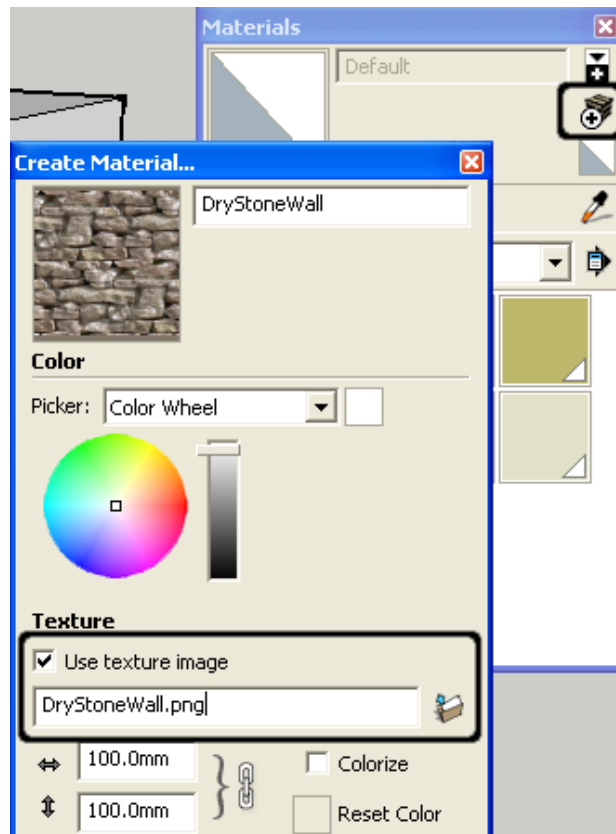 Materials
Default
Create Material...
DryStoneWall
Color
Picker: Color Wheel
Texture
Use texture image
DryStoneWall.png
100.0mm
Colorize
100.0mm
Reset Color